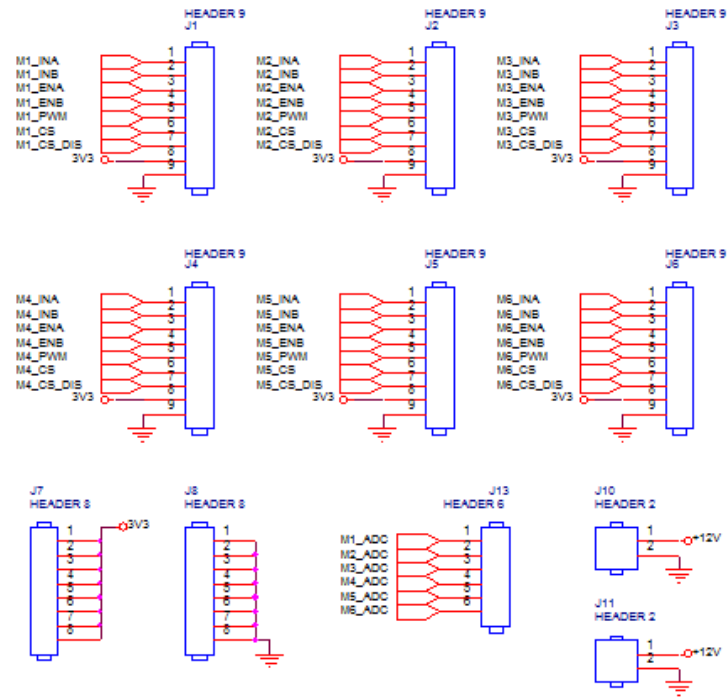 HEADER 9
J1
M1_INA
M1_INB
M1_ENA
M1_ENB
M1_PWM
M1_CS
M1_CS_DIS
3V3
1
2
3
4
5
6
7
8
9
HEADER 9
J2
M2_INA
M2_INB
M2_ENA
M2_ENB
M2_PWM
M2_CS
M2_CS_DIS
3V3
1
2
3
4
5
6
7
8
9
HEADER 9
J3
M3_INA
M3_INB
M3_ENA
M3_ENB
M3_PWM
M3_CS
M3_CS_DIS
3V3
1
2
3
4
5
6
7
8
9
HEADER 9
J4
M4_INA
M4_INB
M4_ENA
M4_ENB
M4_PWM
M4_CS
M4_CS_DIS
3V3
1
2
3
4
5
6
7
8
9
HEADER 9
J5
M5_INA
M5_INB
M5_ENA
M5_ENB
M5_PWM
M5_CS
M5_CS_DIS
3V3
1
2
3
4
5
6
7
8
9
HEADER 9
J6
M6_INA
M6_INB
M6_ENA
M6_ENB
M6_PWM
M6_CS
M6_CS_DIS
3V3
1
2
3
4
5
6
7
8
9
J7
HEADER 8
1
2
3
4
5
6
7
8
3V3
J8
HEADER 8
1
2
3
4
5
6
7
8
J13
HEADER 6
M1_ADC
M2_ADC
M3_ADC
M4_ADC
M5_ADC
M6_ADC
1
2
3
4
5
6
J10
HEADER 2
1
2
+12V
J11
HEADER 2
1
2
+12V